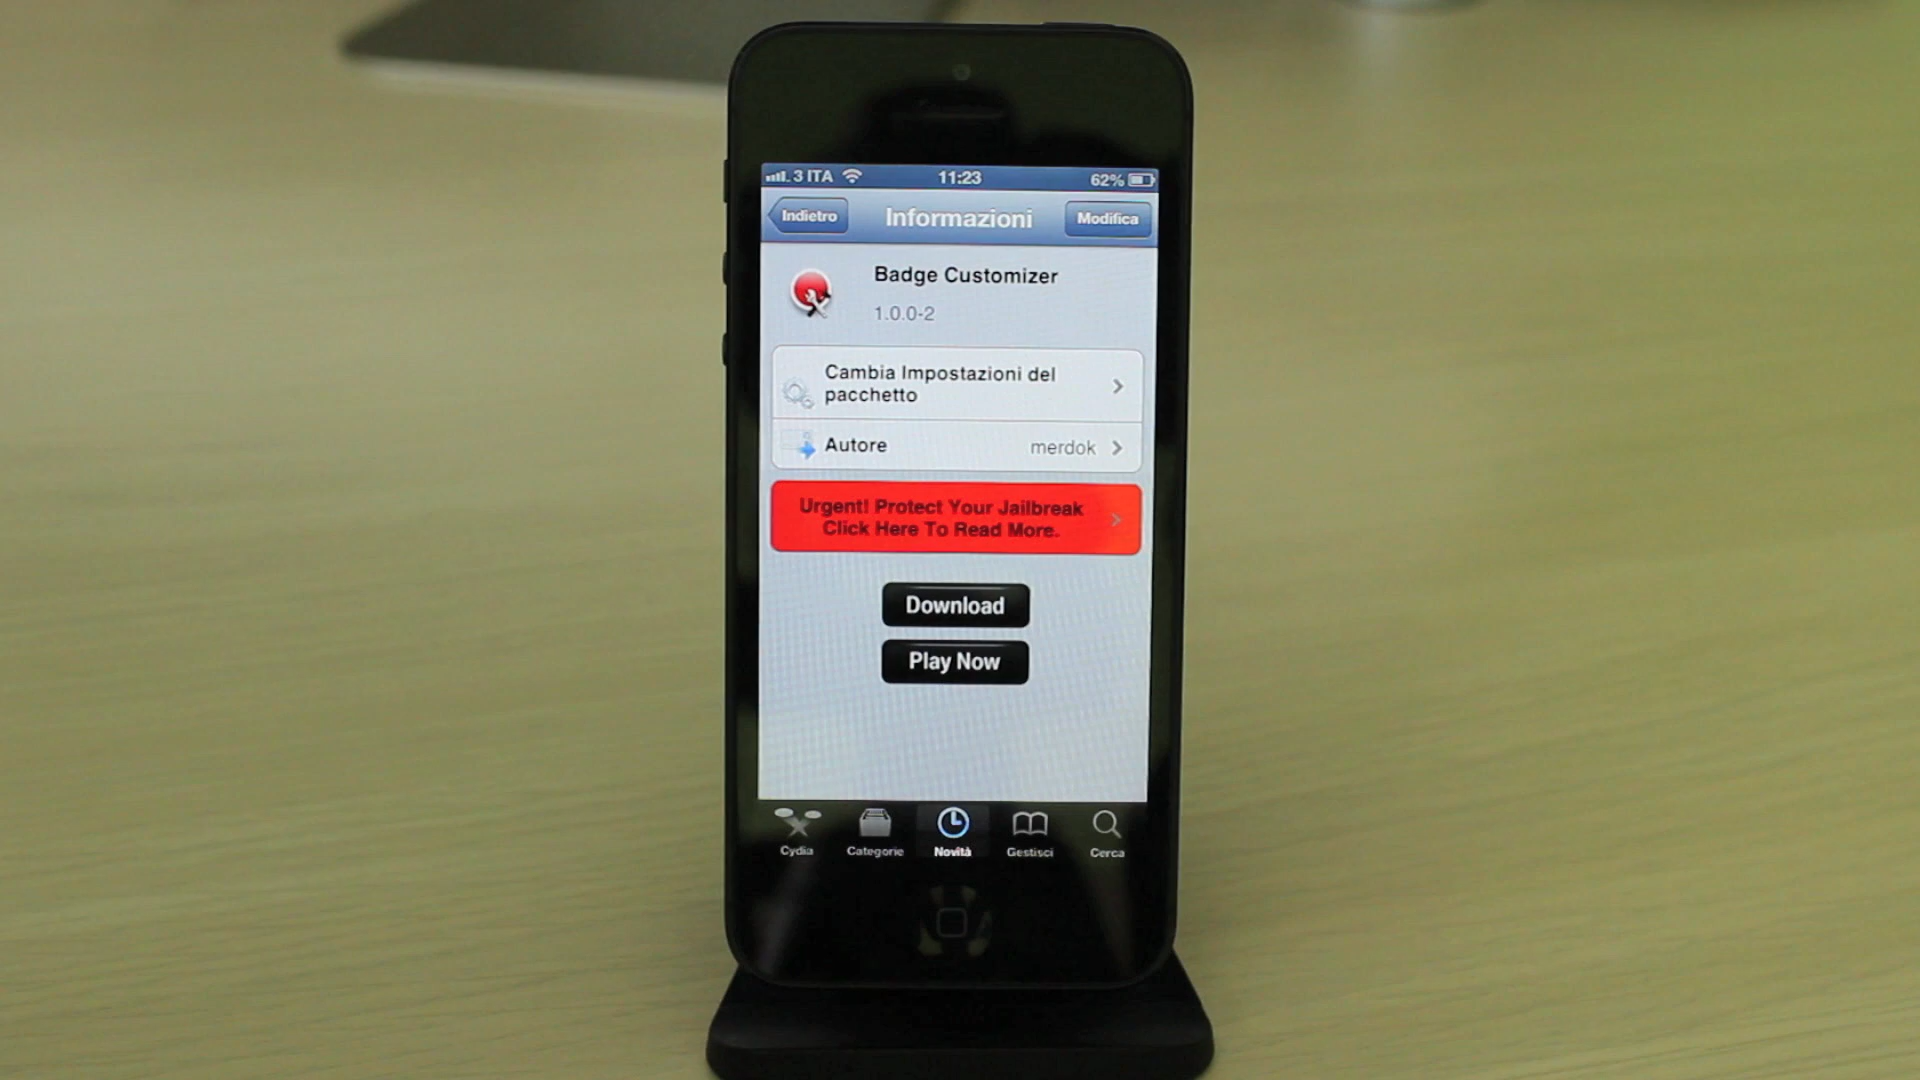 3 ITA 11:23 62%
Indietro Informazioni Modifica
Badge Customizer
1.0.0-2
Cambia Impostazioni del
pacchetto
Autore merdok
Urgent! Protect Your Jailbreak
Click Here To Read More.
Download
Play Now
Cydia Categorie Novità Gestisci Cerca